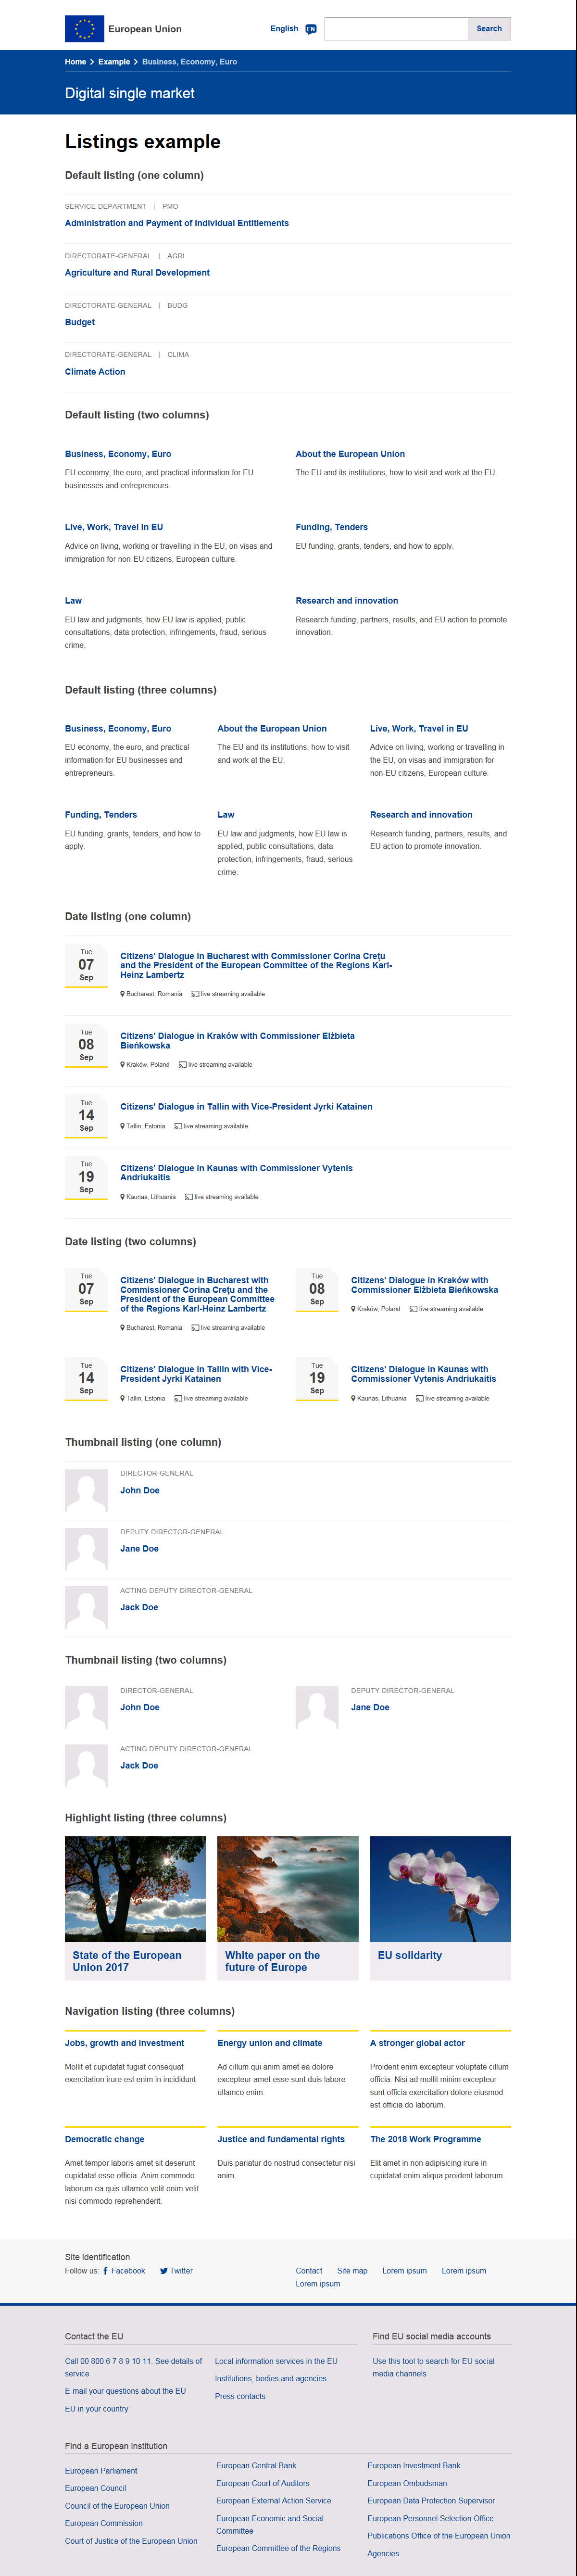 European Union
English EN Search
Home > Example > Business, Economy, Euro
Digital single market
Listings example
Default listing (one column)
SERVICE DEPARTMENT | PMO
Administration and Payment of Individual Entitlements
DIRECTORATE-GENERAL | AGRI
Agriculture and Rural Development
DIRECTORATE-GENERAL | BUDG
Budget
DIRECTORATE-GENERAL | CLIMA
Climate Action
Default listing (two columns)
Business, Economy, Euro
EU economy, the euro, and practical information for EU
businesses and entrepreneurs.
About the European Union
The EU and its institutions, how to visit and work at the EU.
Live, Work, Travel in EU
Advice on living, working or travelling in the EU, on visas and
immigration for non-EU citizens, European culture.
Funding, Tenders
EU funding, grants, tenders, and how to apply.
Law
EU law and judgments, how EU law is applied, public
consultations, data protection, infringements, fraud, serious
crime.
Research and innovation
Research funding, partners, results, and EU action to promote
innovation.
Default listing (three columns)
Business, Economy, Euro
EU economy, the euro, and practical
information for EU businesses and
entrepreneurs.
About the European Union
The EU and its institutions, how to visit
and work at the EU.
Live, Work, Travel in EU
Advice on living, working or travelling in
the EU, on visas and immigration for
non-EU citizens, European culture.
Funding, Tenders
EU funding, grants, tenders, and how to
apply.
Law
EU law and judgments, how EU law is
applied, public consultations, data
protection, infringements, fraud, serious
crime.
Research and innovation
Research funding, partners, results, and
EU action to promote innovation.
Date listing (one column)
Tue
07
Sep
Citizens' Dialogue in Bucharest with Commissioner Corina Crețu
and the President of the European Committee of the Regions Karl-
Heinz Lambertz
Bucharest, Romania live streaming available
Tue
08
Sep
Citizens' Dialogue in Kraków with Commissioner Elżbieta
Bieńkowska
Kraków, Poland live streaming available
Tue
14
Sep
Citizens' Dialogue in Tallin with Vice-President Jyrki Katainen
Tallin, Estonia live streaming available
Tue
19
Sep
Citizens' Dialogue in Kaunas with Commissioner Vytenis
Andriukaitis
Kaunas, Lithuania live streaming available
Date listing (two columns)
Tue
07
Sep
Citizens' Dialogue in Bucharest with
Commissioner Corina Crețu and the
President of the European Committee
of the Regions Karl-Heinz Lambertz
Bucharest, Romania live streaming available
Tue
08
Sep
Citizens' Dialogue in Kraków with
Commissioner Elżbieta Bieńkowska
Kraków, Poland live streaming available
Tue
14
Sep
Citizens' Dialogue in Tallin with Vice-
President Jyrki Katainen
Tallin, Estonia live streaming available
Tue
19
Sep
Citizens' Dialogue in Kaunas with
Commissioner Vytenis Andriukaitis
Kaunas, Lithuania live streaming available
Thumbnail listing (one column)
DIRECTOR-GENERAL
John Doe
DEPUTY DIRECTOR-GENERAL
Jane Doe
ACTING DEPUTY DIRECTOR-GENERAL
Jack Doe
Thumbnail listing (two columns)
DIRECTOR-GENERAL
John Doe
DEPUTY DIRECTOR-GENERAL
Jane Doe
ACTING DEPUTY DIRECTOR-GENERAL
Jack Doe
Highlight listing (three columns)
State of the European
Union 2017
White paper on the
future of Europe
EU solidarity
Navigation listing (three columns)
Jobs, growth and investment
Mollit et cupidatat fugiat consequat
exercitation irure est enim in incididunt.
Energy union and climate
Ad cillum qui anim amet ea dolore
excepteur amet esse sunt duis labore
ullamco enim.
A stronger global actor
Proident enim excepteur voluptate cillum
officia. Nisi ad mollit minim excepteur
sunt officia exercitation dolore eiusmod
est officia do laborum.
Democratic change
Amet tempor laboris amet sit deserunt
cupidatat esse officia. Anim commodo
laborum ea quis ullamco velit enim velit
nisi commodo reprehenderit.
Justice and fundamental rights
Duis pariatur do nostrud consectetur nisi
anim.
The 2018 Work Programme
Elit amet in non adipisicing irure in
cupidatat enim aliqua proident laborum.
Site identification
Follow us: Facebook Twitter
Contact Site map Lorem ipsum Lorem ipsum
Lorem ipsum
Contact the EU
Call 00 800 6 7 8 9 10 11. See details of
service
E-mail your questions about the EU
EU in your country
Local information services in the EU
Institutions, bodies and agencies
Press contacts
Find EU social media accounts
Use this tool to search for EU social
media channels
Find a European institution
European Parliament
European Council
Council of the European Union
European Commission
Court of Justice of the European Union
European Central Bank
European Court of Auditors
European External Action Service
European Economic and Social
Committee
European Committee of the Regions
European Investment Bank
European Ombudsman
European Data Protection Supervisor
European Personnel Selection Office
Publications Office of the European Union
Agencies